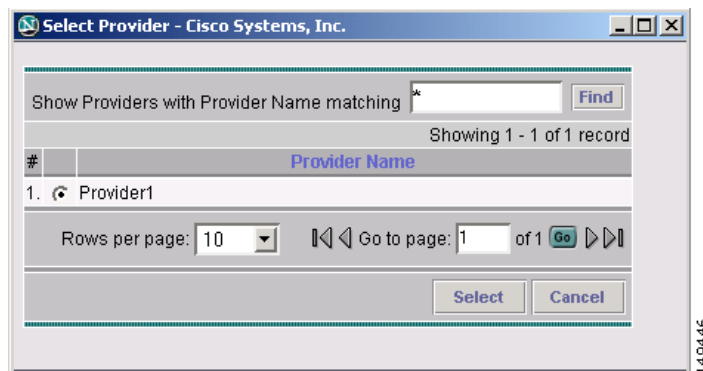 Select Provider - Cisco Systems, Inc.
Show Providers with Provider Name matching * Find
Showing 1 - 1 of 1 record
# Provider Name
1. Provider1
Rows per page: 10 Go to page: 1 of 1 Go
Select Cancel
149446